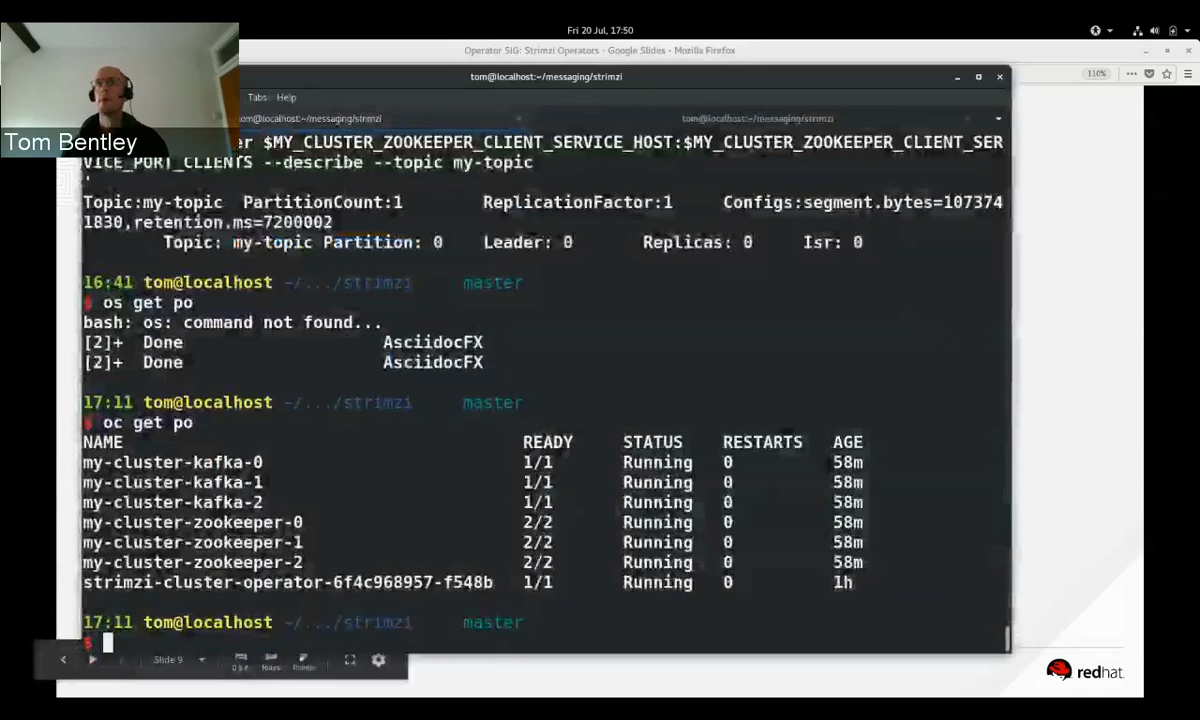 Fri 20 Jul, 17:50
Operator SIG: Strimzi Operators - Google Slides - Mozilla Firefox
tom@localhost:~/messaging/strimzi
110%
Tabs Help
tom@localhost:~/messaging/strimzi tom@localhost:~/messaging/strimzi
Tom Bentley
er $MY_CLUSTER_ZOOKEEPER_CLIENT_SERVICE_HOST:$MY_CLUSTER_ZOOKEEPER_CLIENT_SER
VICE_PORT_CLIENTS --describe --topic my-topic
'
Topic:my-topic PartitionCount:1 ReplicationFactor:1 Configs:segment.bytes=107374
1830,retention.ms=7200002
Topic: my-topic Partition: 0 Leader: 0 Replicas: 0 Isr: 0
16:41 tom@localhost ~/.../strimzi master
$ os get po
bash: os: command not found...
[2]+ Done AsciidocFX
[2]+ Done AsciidocFX
17:11 tom@localhost ~/.../strimzi master
$ oc get po
NAME READY STATUS RESTARTS AGE
my-cluster-kafka-0 1/1 Running 0 58m
my-cluster-kafka-1 1/1 Running 0 58m
my-cluster-kafka-2 1/1 Running 0 58m
my-cluster-zookeeper-0 2/2 Running 0 58m
my-cluster-zookeeper-1 2/2 Running 0 58m
my-cluster-zookeeper-2 2/2 Running 0 58m
strimzi-cluster-operator-6f4c968957-f548b 1/1 Running 0 1h
17:11 tom@localhost ~/.../strimzi master
$
Slide 9 Q & A Notes Pointer
redhat.